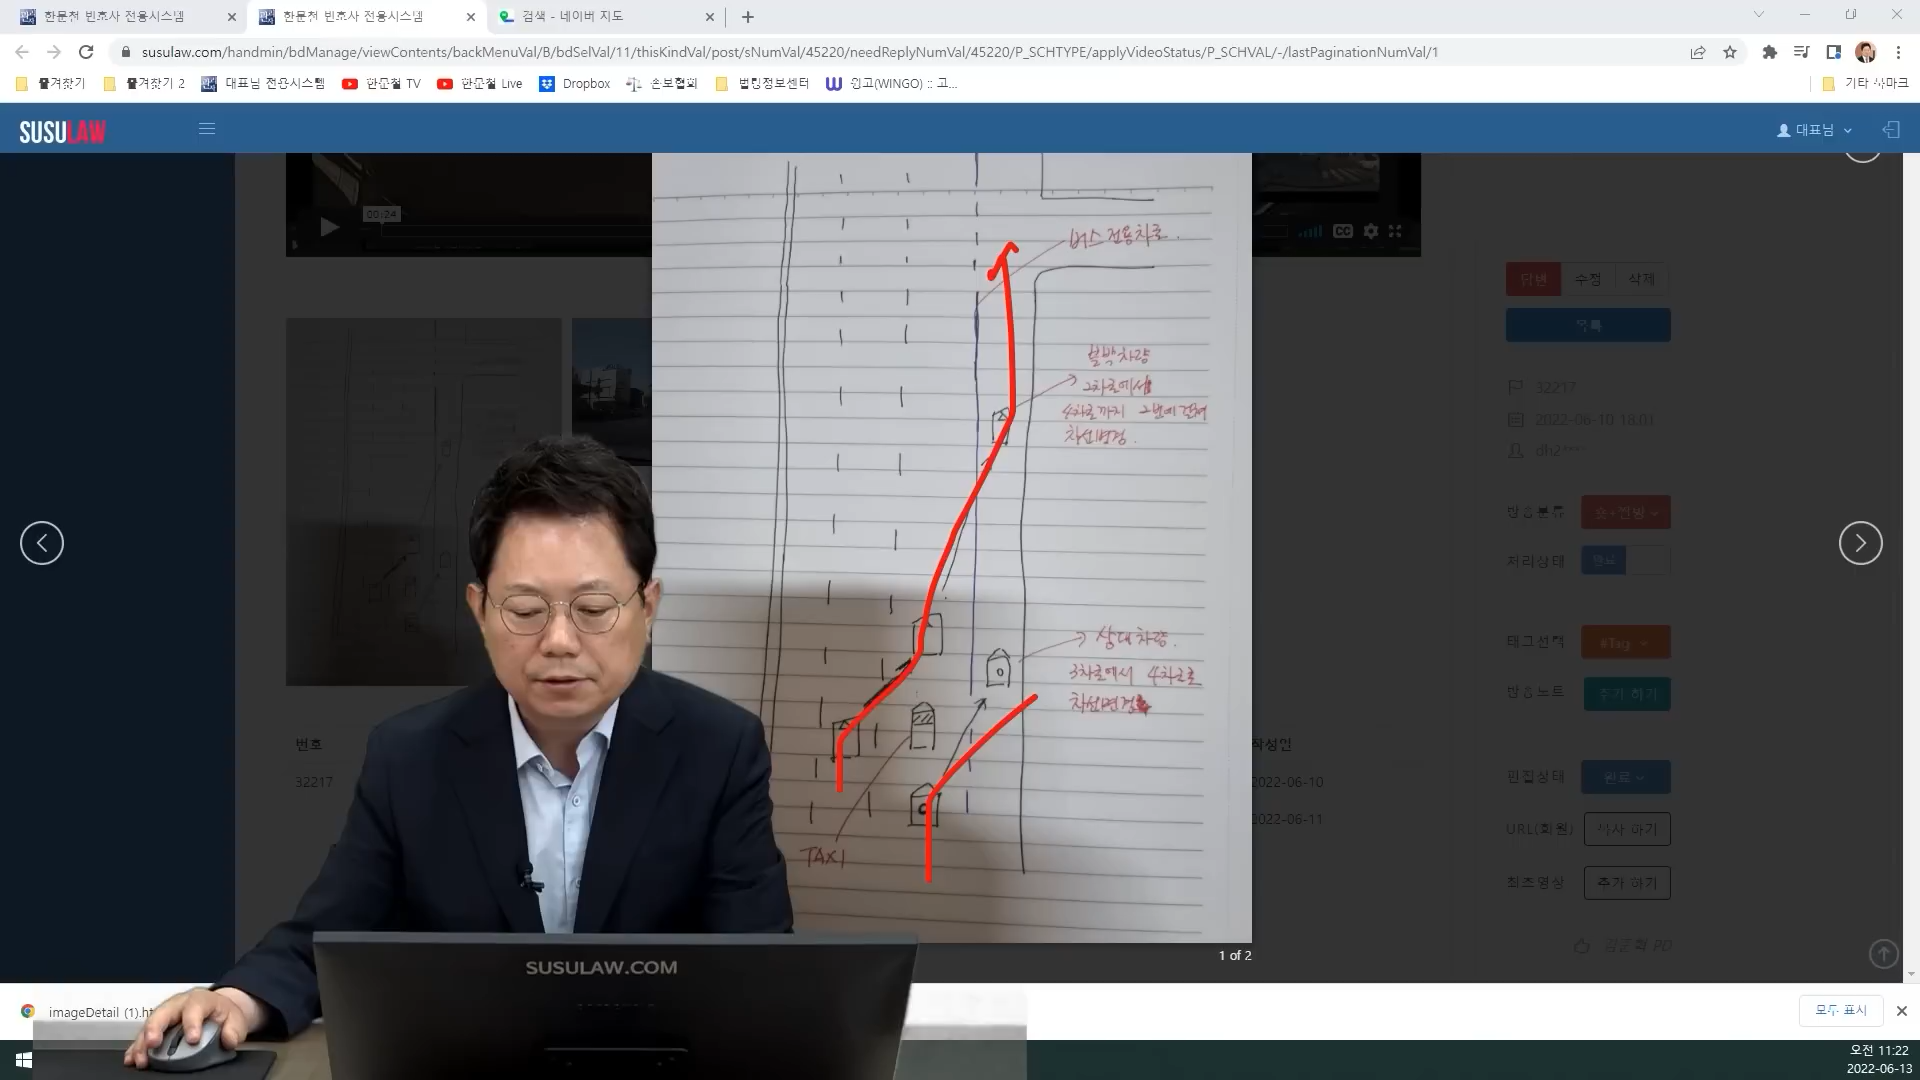 한문철 변호사 전용시스템
한문철 변호사 전용시스템
검색 - 네이버 지도
susulaw.com/handmin/bdManage/viewContents/backMenuVal/B/bdSelVal/11/thisKindVal/post/sNumVal/45220/needReplyNumVal/45220/P_SCHTYPE/applyVideoStatus/P_SCHVAL/-/lastPaginationNumVal/1
즐겨찾기
즐겨찾기 2
대표님 전용시스템
한문철 TV
한문철 Live
Dropbox
손보협회
법률정보센터
윙고(WINGO) :: 고...
기타 북마크
SUSULAW
대표님
00:24
CC
버스전용차로.
블박차량
2차로에서
4차로까지 2번에 걸쳐
차선변경.
상대차량.
3차로에서 4차로로
차선변경
TAXI
답변
수정
삭제
목록
32217
2022-06-10 18:01
dh2****
방송분류
처리상태
완료
태그선택
#Tag
방송노트
추가 하기
번호
작성일
32217
2022-06-10
2022-06-11
편집상태
완료
URL(회원)
복사 하기
최초영상
추가 하기
PD
1 of 2
SUSULAW.COM
imageDetail (1).ht
모두 표시
오전 11:22
2022-06-13